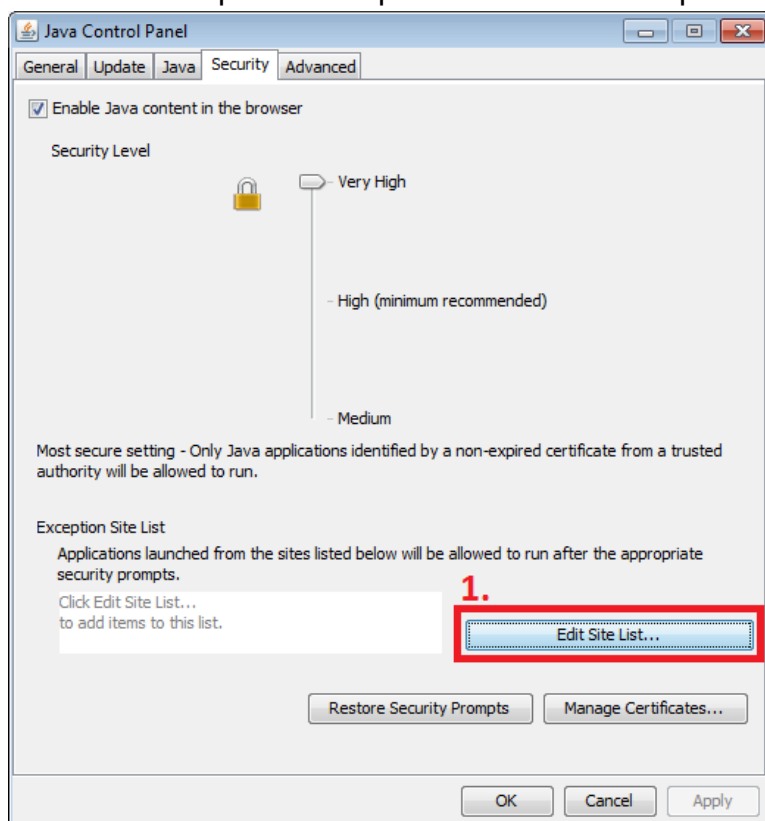 Java Control Panel
General Update Java Security Advanced
Enable Java content in the browser
Security Level
Very High
High (minimum recommended)
Medium
Most secure setting - Only Java applications identified by a non-expired certificate from a trusted
authority will be allowed to run.
Exception Site List
Applications launched from the sites listed below will be allowed to run after the appropriate
security prompts.
1.
Click Edit Site List...
to add items to this list.
Edit Site List...
Restore Security Prompts Manage Certificates...
OK Cancel Apply